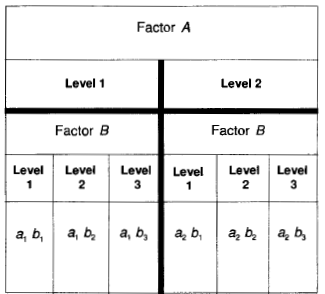 Factor A
Level 1 Level 2
Factor B Factor B
Level 1 Level 2 Level 3 Level 1 Level 2 Level 3
a₁ b₁ a₁ b₂ a₁ b₃ a₂ b₁ a₂ b₂ a₂ b₃